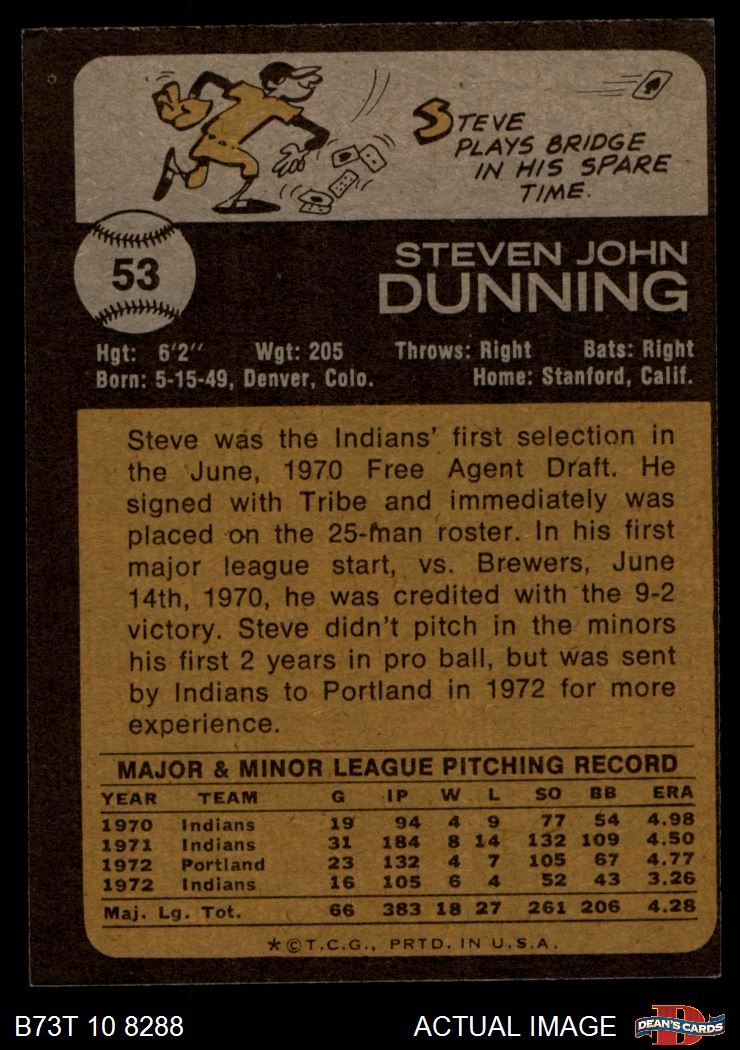 STEVE
PLAYS BRIDGE
IN HIS SPARE
TIME.
53
STEVEN JOHN
DUNNING
Hgt: 6'2" Wgt: 205 Throws: Right Bats: Right
Born: 5-15-49, Denver, Colo. Home: Stanford, Calif.
Steve was the Indians' first selection in
the June, 1970 Free Agent Draft. He
signed with Tribe and immediately was
placed on the 25-man roster. In his first
major league start, vs. Brewers, June
14th, 1970, he was credited with the 9-2
victory. Steve didn't pitch in the minors
his first 2 years in pro ball, but was sent
by Indians to Portland in 1972 for more
experience.
MAJOR & MINOR LEAGUE PITCHING RECORD
YEAR TEAM G IP W L SO BB ERA
1970 Indians 19 94 4 9 77 54 4.98
1971 Indians 31 184 8 14 132 109 4.50
1972 Portland 23 132 4 7 105 67 4.77
1972 Indians 16 105 6 4 52 43 3.26
Maj. Lg. Tot. 66 383 18 27 261 206 4.28
*©T.C.G., PRTD. IN U.S.A.
B73T 10 8288 ACTUAL IMAGE DEAN'S CARDS